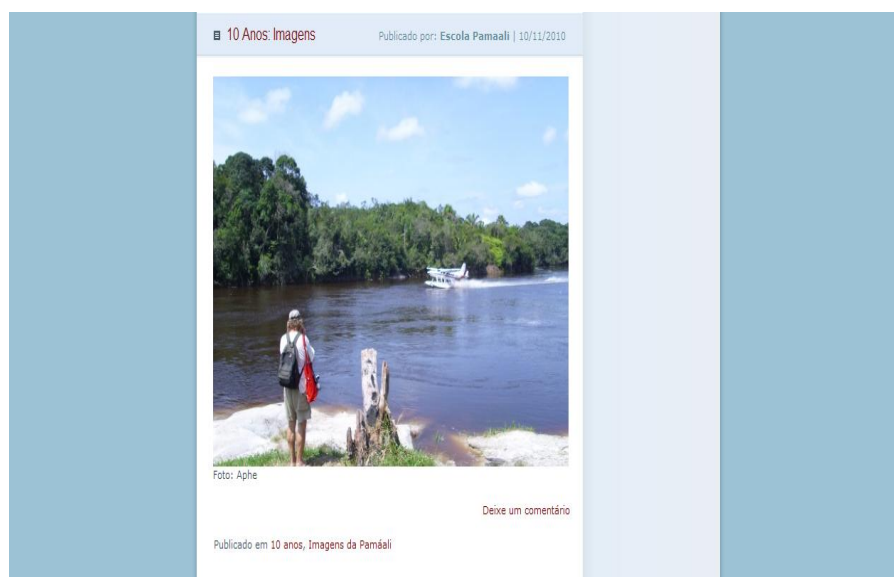 10 Anos: Imagens
Publicado por: Escola Pamaali | 10/11/2010
Foto: Aphe
Deixe um comentário
Publicado em 10 anos, Imagens da Pamáali